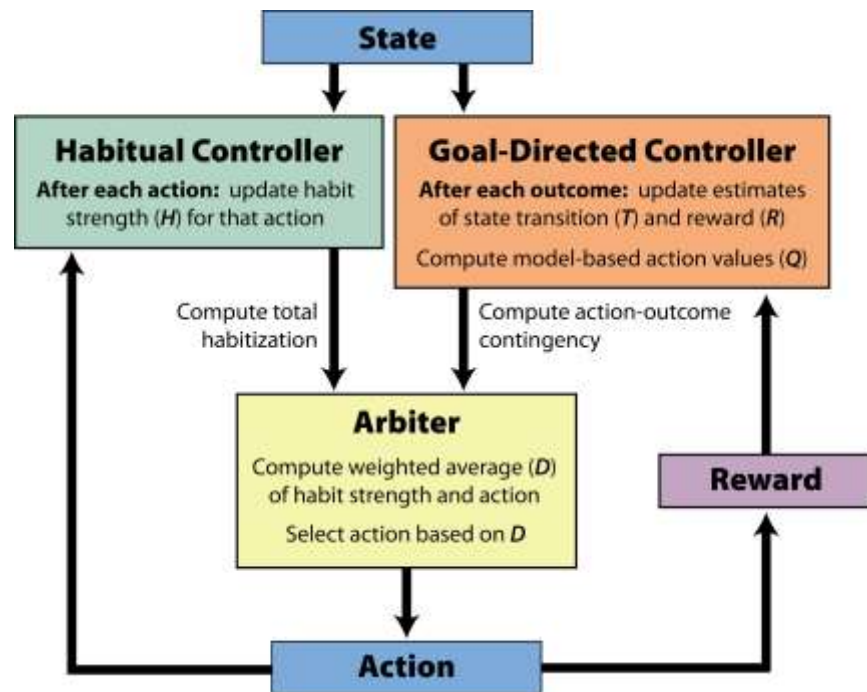 State
Habitual Controller
After each action: update habit
strength (H) for that action
Goal-Directed Controller
After each outcome: update estimates
of state transition (T) and reward (R)
Compute model-based action values (Q)
Compute total
habitization
Compute action-outcome
contingency
Arbiter
Compute weighted average (D)
of habit strength and action
Select action based on D
Reward
Action